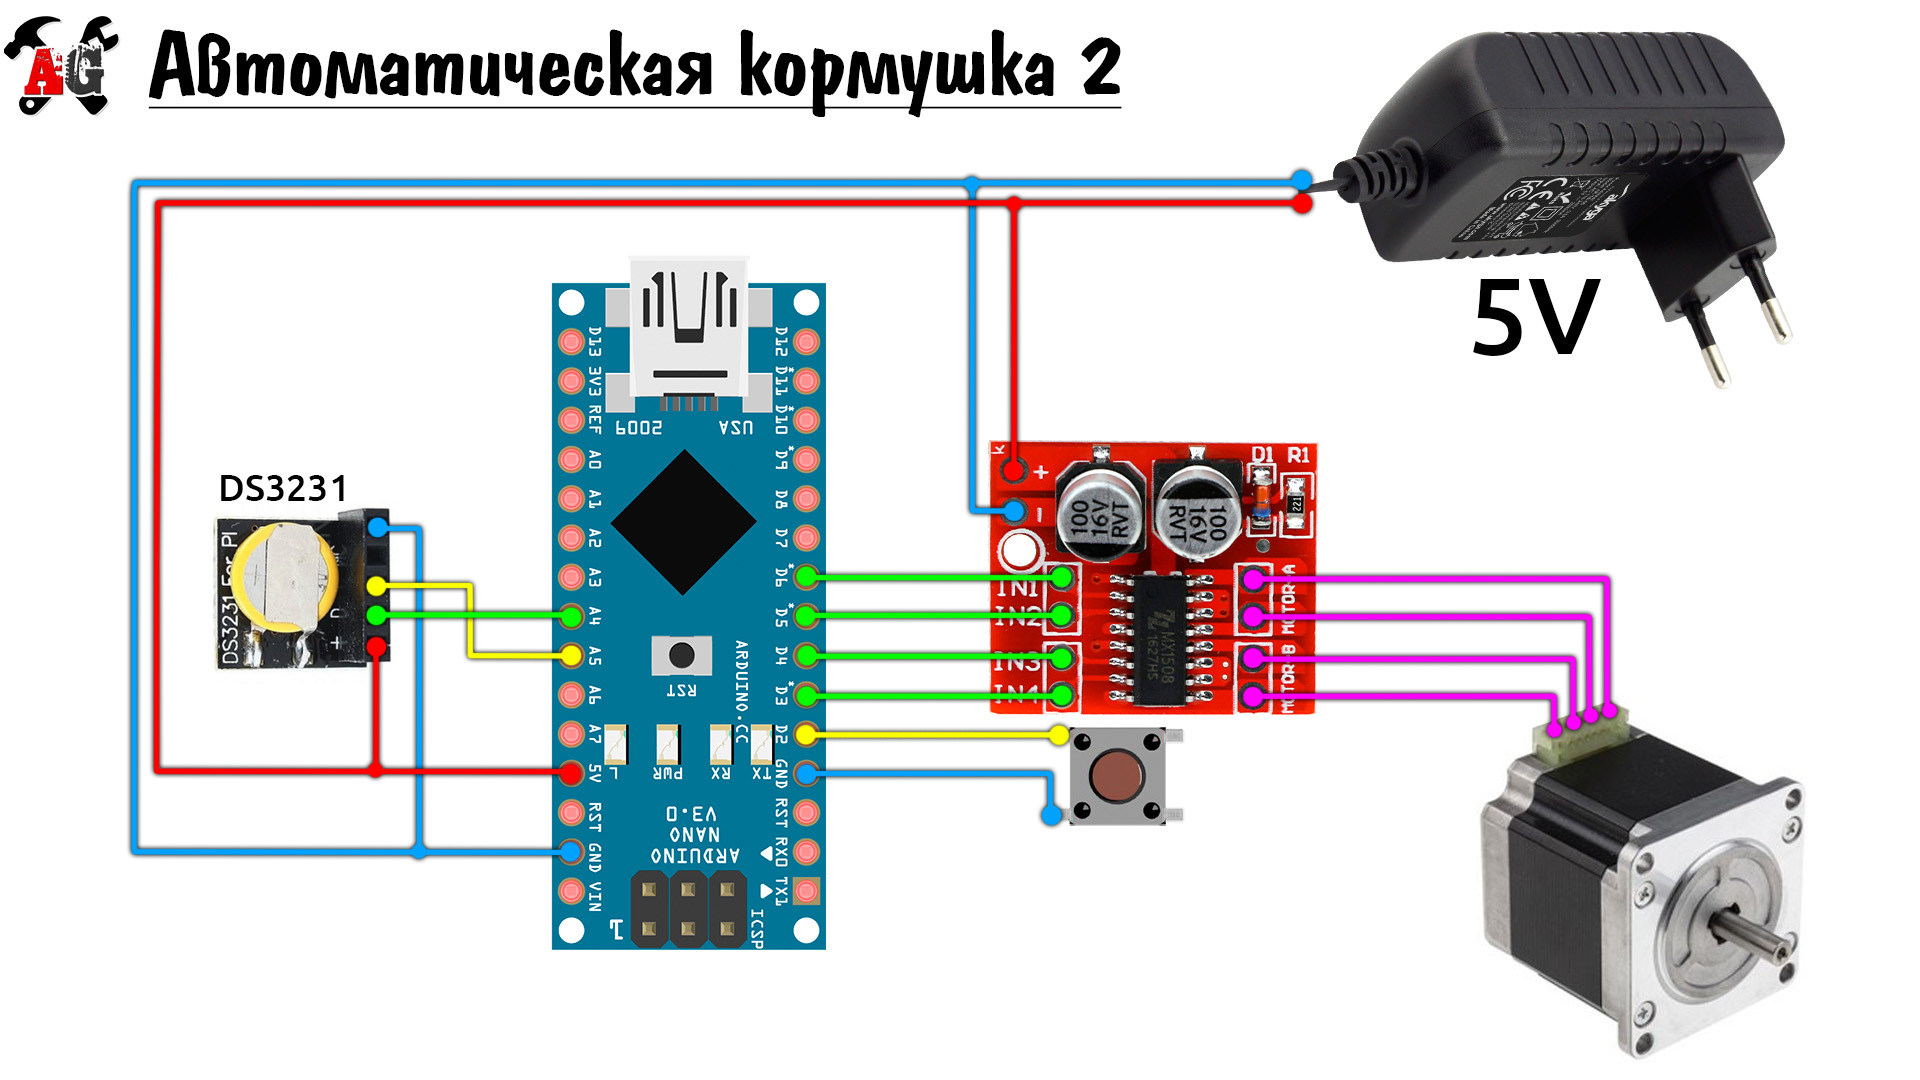 AG
Автоматическая кормушка 2
5V
DS3231
DS3231 For PI
+
D
D13
3V3
REF
A0
A1
A2
A3
A4
A5
A6
A7
5V
RST
GND
VIN
D12
D11*
D10*
D9*
D8
D7
D6*
D5*
D4
D3*
D2
GND
RST
RX0
TX1
2009
USA
RST
ARDUINO.CC
L
PWR
RX
TX
ARDUINO
NANO
V3.0
1
ICSP
K
+
-
100
16V
RVT
100
16V
RVT
D1
R1
221
IN1
IN2
IN3
IN4
MX1508
1627HS
MOTOR-A
MOTOR-B